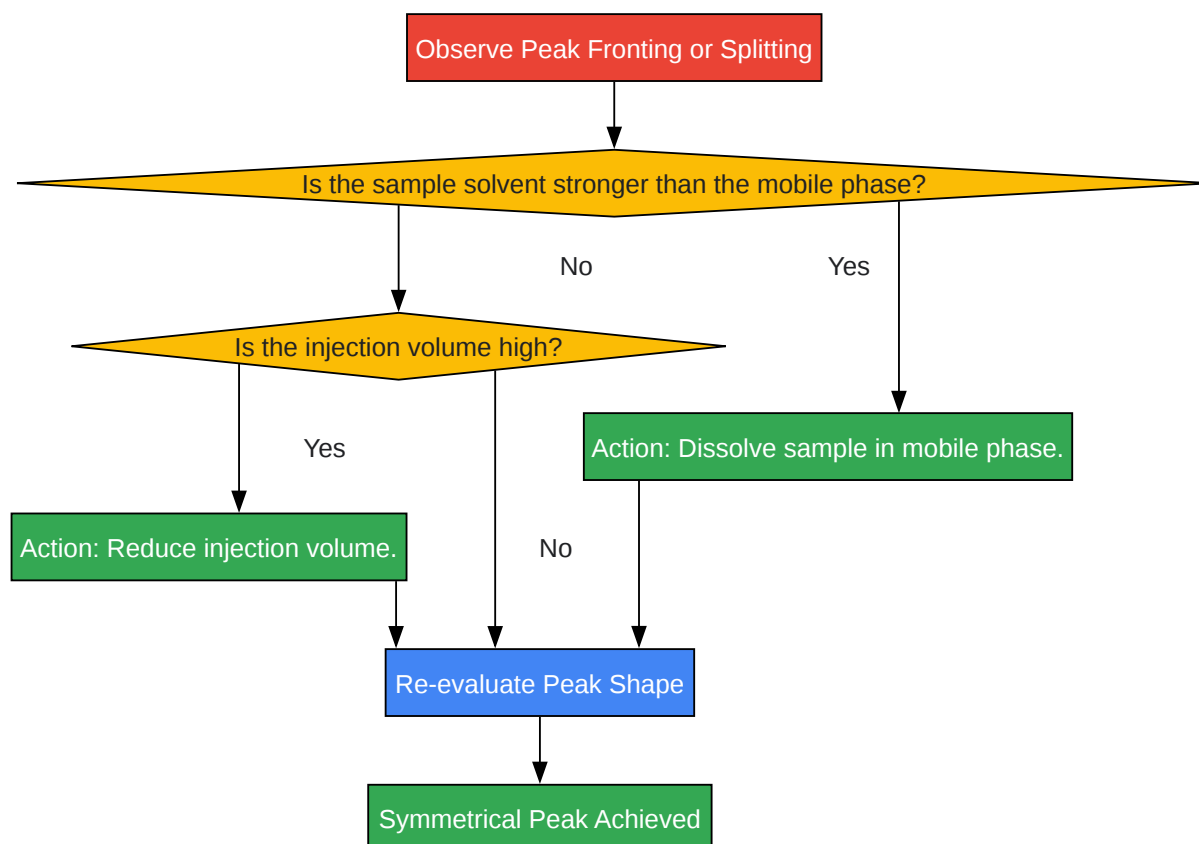 Observe Peak Fronting or Splitting
Is the sample solvent stronger than the mobile phase?
No
Yes
Is the injection volume high?
Yes
Action: Dissolve sample in mobile phase.
Action: Reduce injection volume.
No
Re-evaluate Peak Shape
Symmetrical Peak Achieved